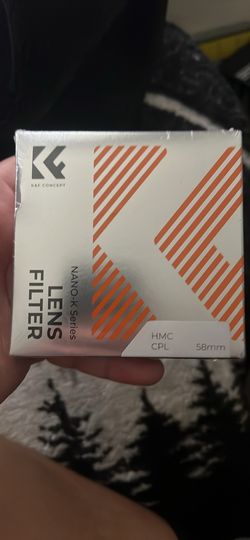 K&F CONCEPT
NANO-K Series
LENS
FILTER
HMC
CPL 58mm